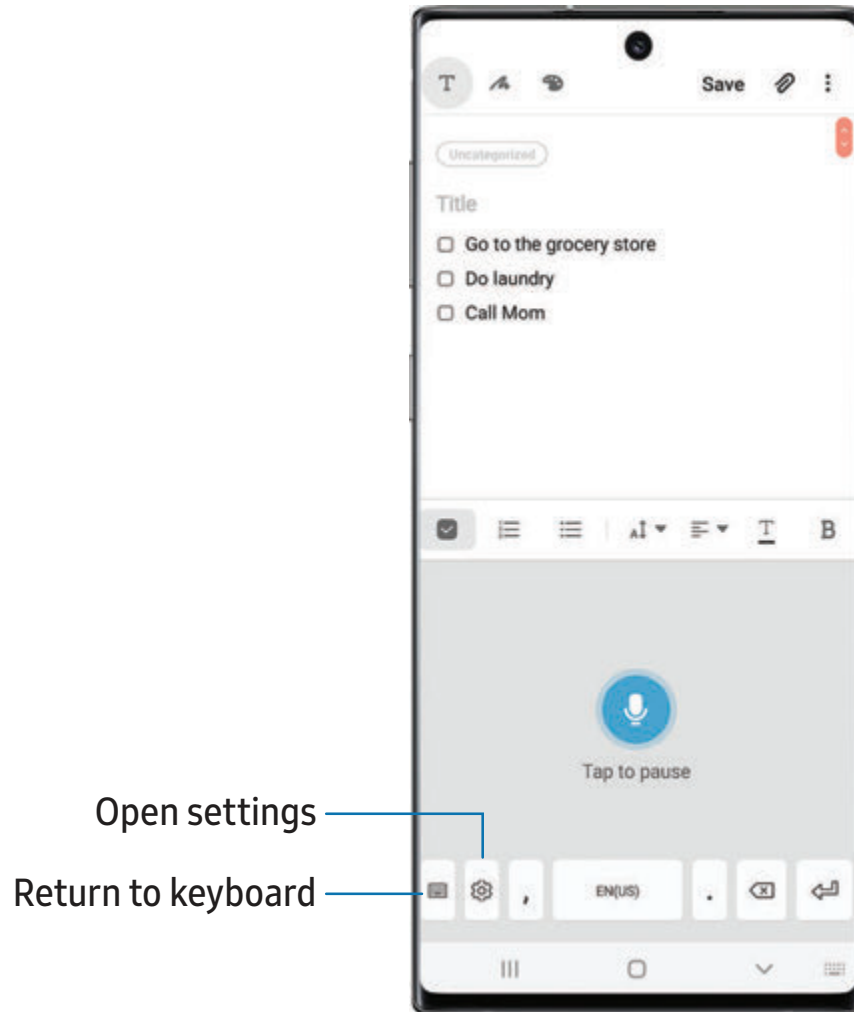 T Save
Uncategorized
Title
Go to the grocery store
Do laundry
Call Mom
A T B
Tap to pause
Open settings
Return to keyboard
, EN(US) .